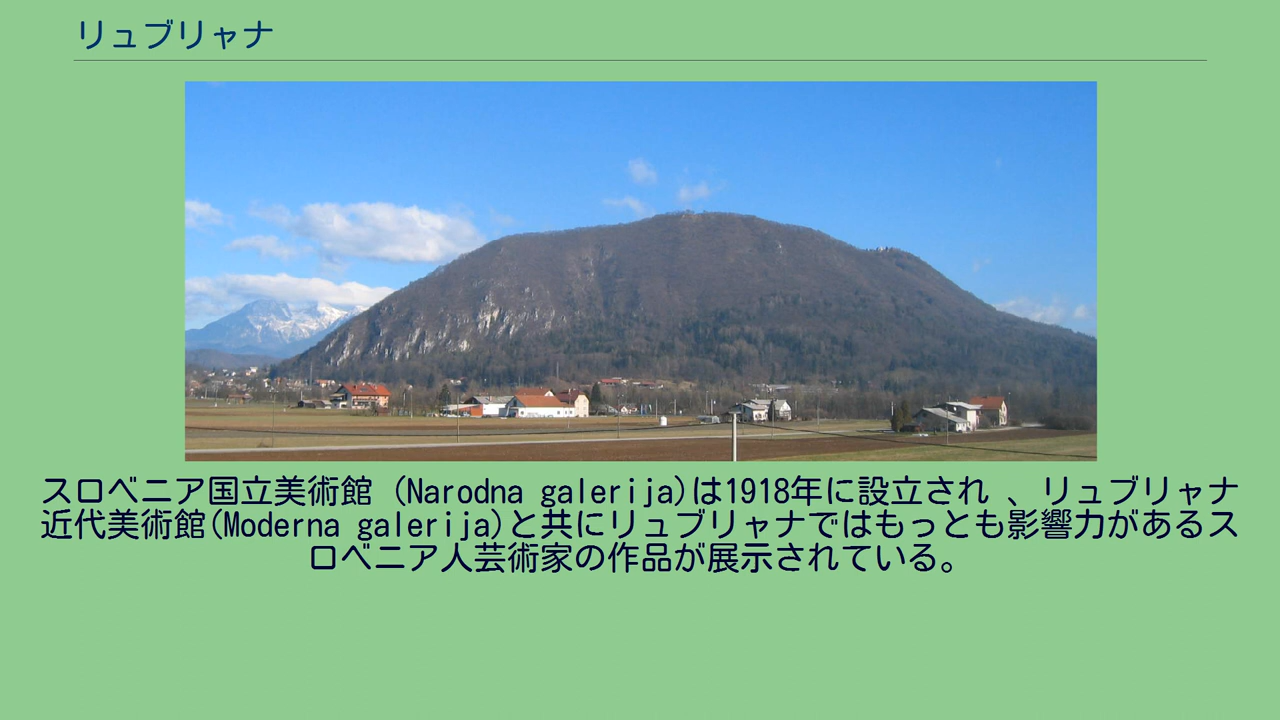 リュブリャナ
スロベニア国立美術館 (Narodna galerija)は1918年に設立され 、リュブリャナ
近代美術館(Moderna galerija)と共にリュブリャナではもっとも影響力があるス
ロベニア人芸術家の作品が展示されている。